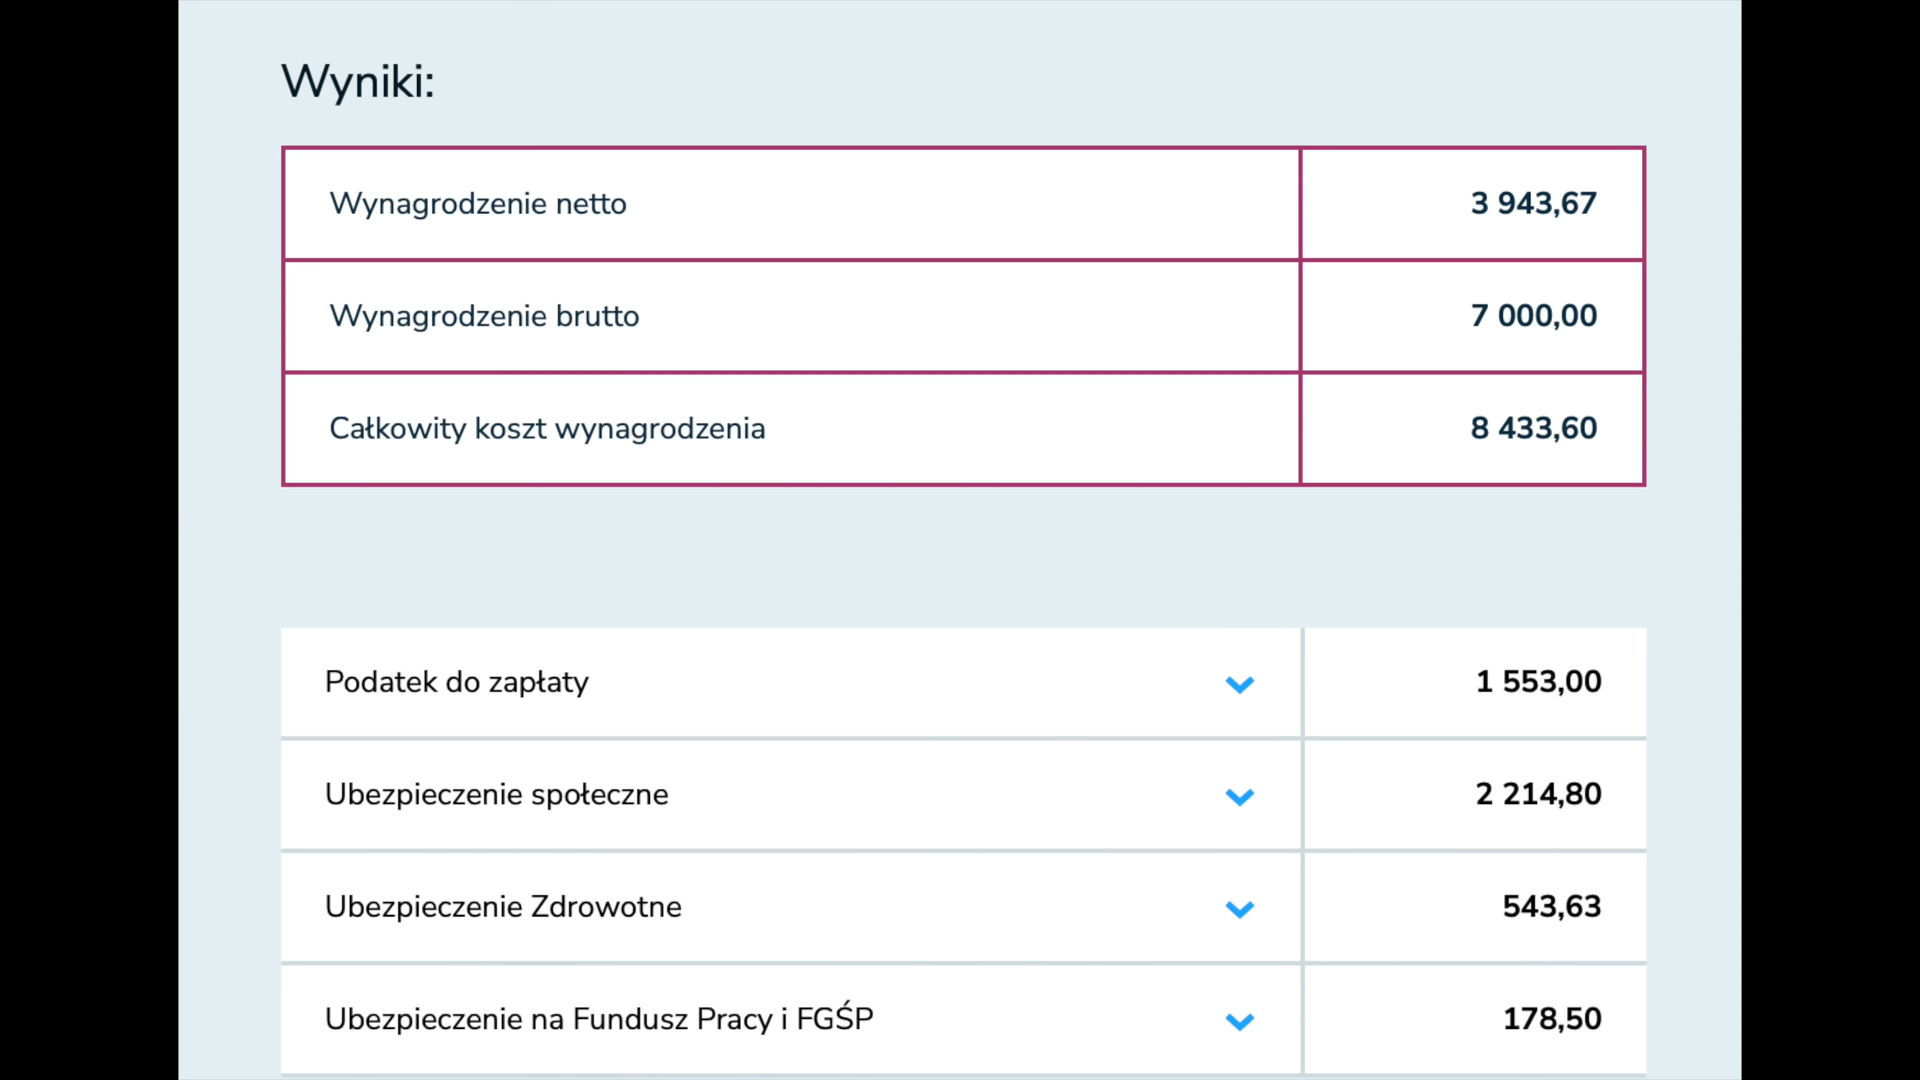 Wyniki:
Wynagrodzenie netto 3 943,67
Wynagrodzenie brutto 7 000,00
Całkowity koszt wynagrodzenia 8 433,60
Podatek do zapłaty 1 553,00
Ubezpieczenie społeczne 2 214,80
Ubezpieczenie Zdrowotne 543,63
Ubezpieczenie na Fundusz Pracy i FGŚP 178,50